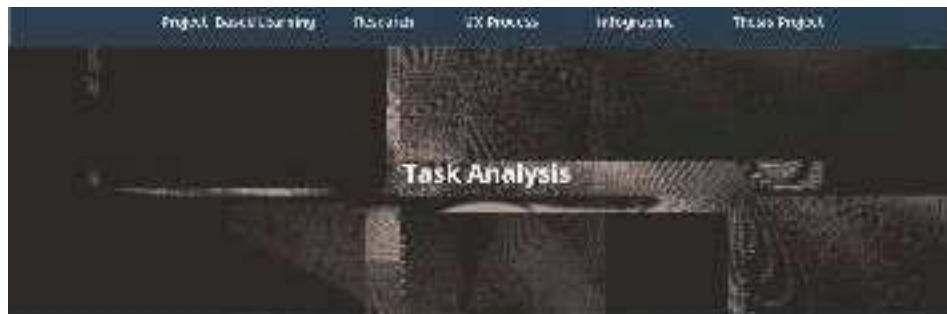 Project Based Learning Research UX Process Infographic Thesis Project
Task Analysis